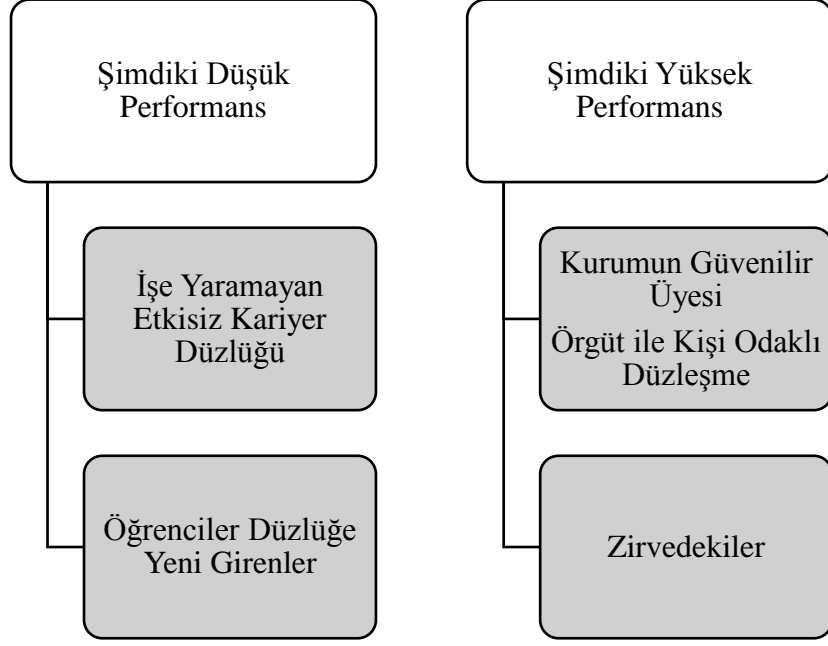 Şimdiki Düşük
Performans
İşe Yaramayan
Etkisiz Kariyer
Düzlüğü
Öğrenciler Düzlüğe
Yeni Girenler
Şimdiki Yüksek
Performans
Kurumun Güvenilir
Üyesi
Örgüt ile Kişi Odaklı
Düzleşme
Zirvedekiler